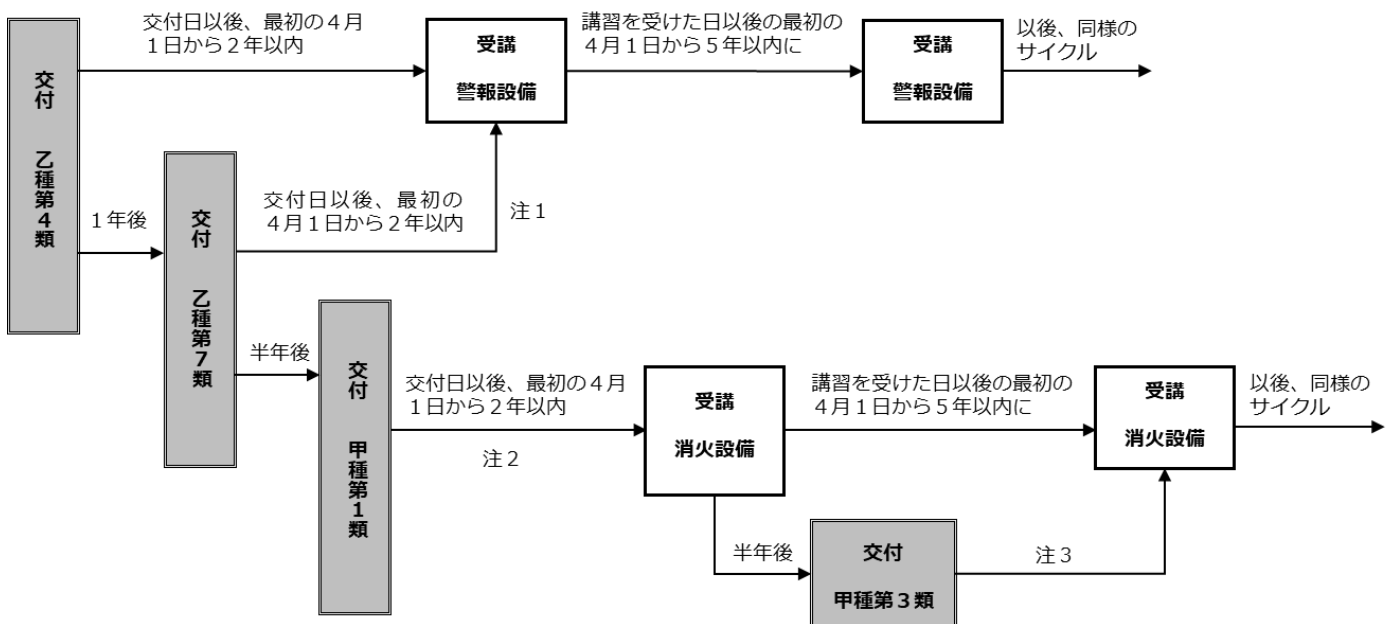 交付日以後、最初の４月
１日から２年以内
受講
警報設備
講習を受けた日以後の最初の
４月１日から５年以内に
受講
警報設備
以後、同様の
サイクル
交付　乙種第４類
１年後
交付　乙種第７類
交付日以後、最初の
４月１日から２年以内
注１
半年後
交付　甲種第１類
交付日以後、最初の４月
１日から２年以内
注２
受講
消火設備
講習を受けた日以後の最初の
４月１日から５年以内に
受講
消火設備
以後、同様の
サイクル
半年後
交付
甲種第３類
注３